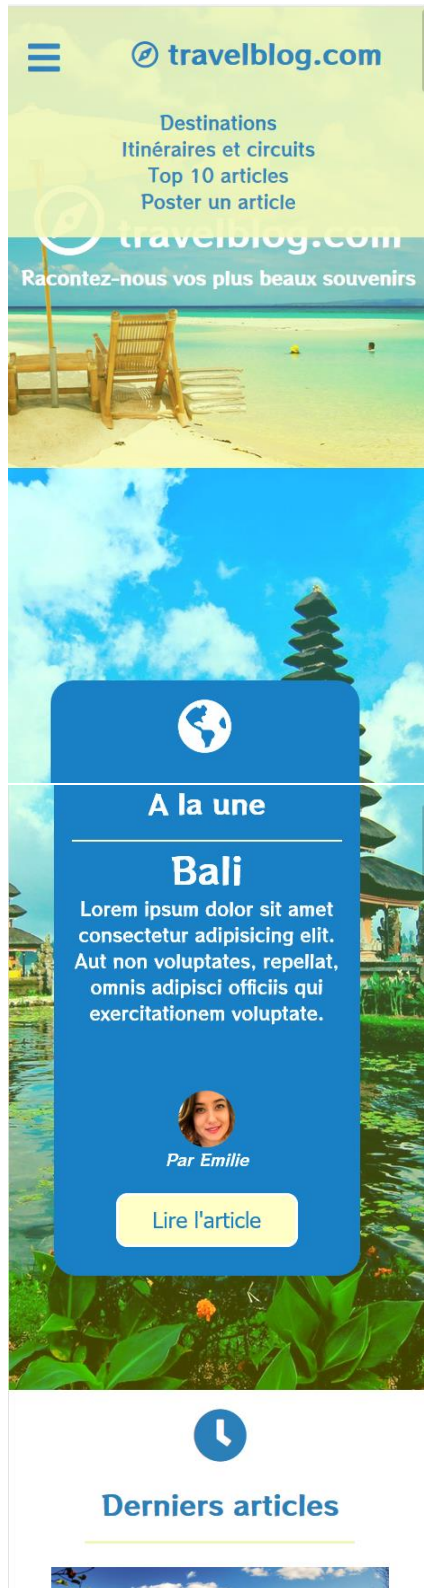 travelblog.com
Destinations
Itinéraires et circuits
Top 10 articles
Poster un article
travelblog.com
Racontez-nous vos plus beaux souvenirs
A la une
Bali
Lorem ipsum dolor sit amet
consectetur adipisicing elit.
Aut non voluptates, repellat,
omnis adipisci officiis qui
exercitationem voluptate.
Par Emilie
Lire l'article
Derniers articles